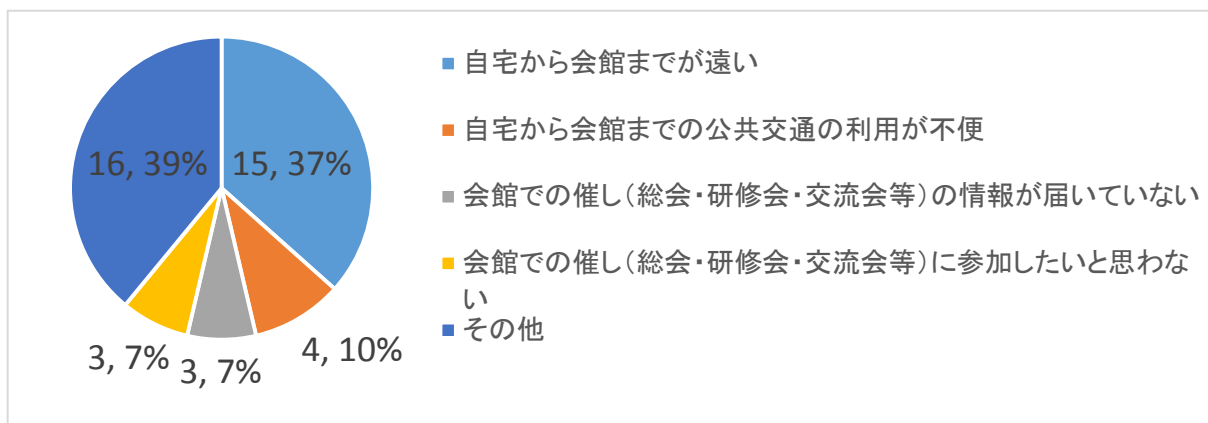 16, 39%
15, 37%
3, 7%
3, 7%
4, 10%
自宅から会館までが遠い
自宅から会館までの公共交通の利用が不便
会館での催し(総会・研修会・交流会等)の情報が届いていない
会館での催し(総会・研修会・交流会等)に参加したいと思わな
い
その他